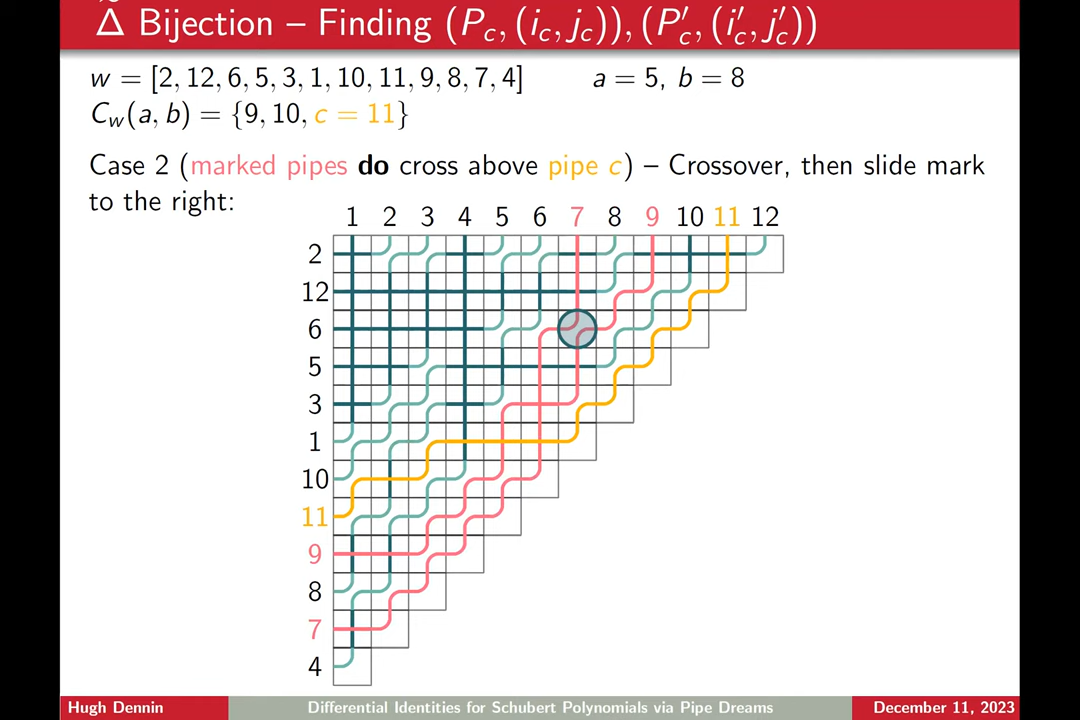 Δ Bijection – Finding (P_c, (i_c, j_c)), (P′_c, (i′_c, j′_c))
w = [2, 12, 6, 5, 3, 1, 10, 11, 9, 8, 7, 4] a = 5, b = 8
C_w(a, b) = {9, 10, c = 11}
Case 2 (marked pipes do cross above pipe c) – Crossover, then slide mark
to the right:
1 2 3 4 5 6 7 8 9 10 11 12
2
12
6
5
3
1
10
11
9
8
7
4
Hugh Dennin Differential Identities for Schubert Polynomials via Pipe Dreams December 11, 2023